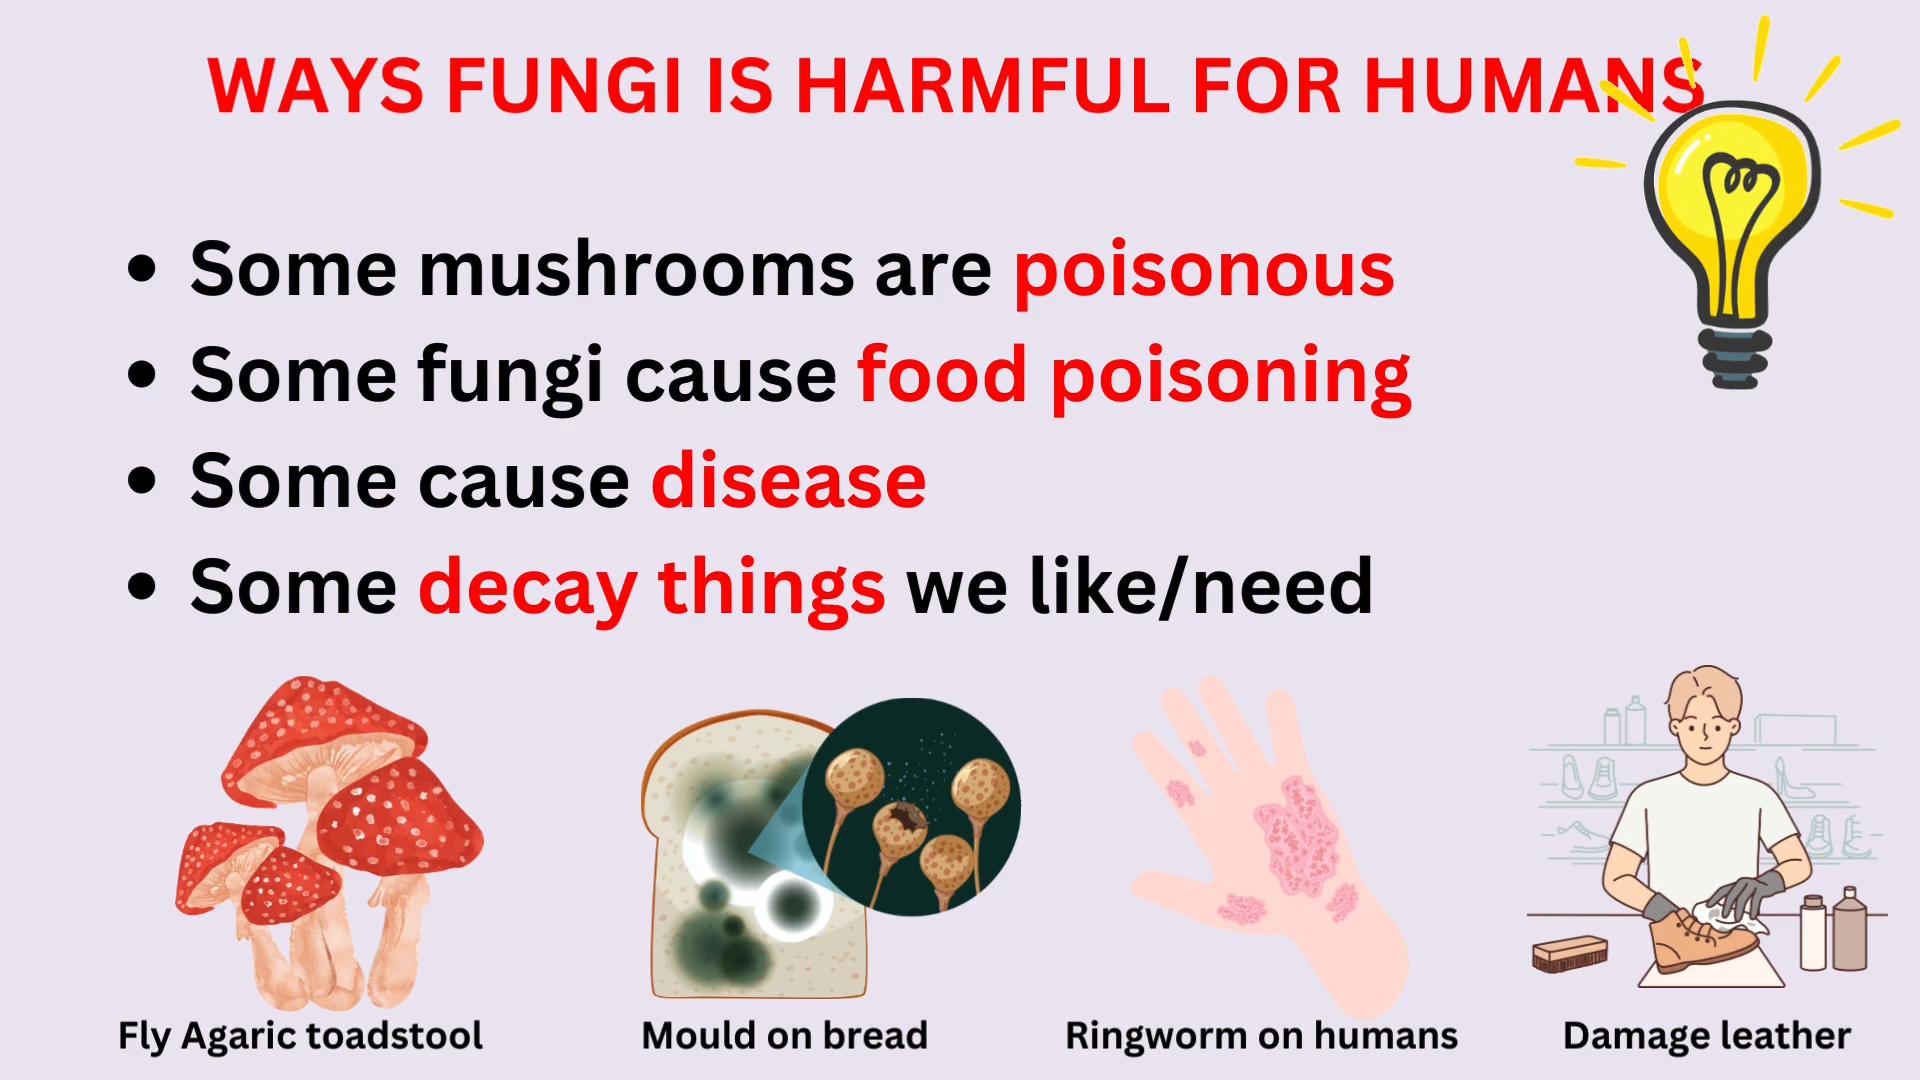 WAYS FUNGI IS HARMFUL FOR HUMANS
• Some mushrooms are poisonous
• Some fungi cause food poisoning
• Some cause disease
• Some decay things we like/need
Fly Agaric toadstool
Mould on bread
Ringworm on humans
Damage leather